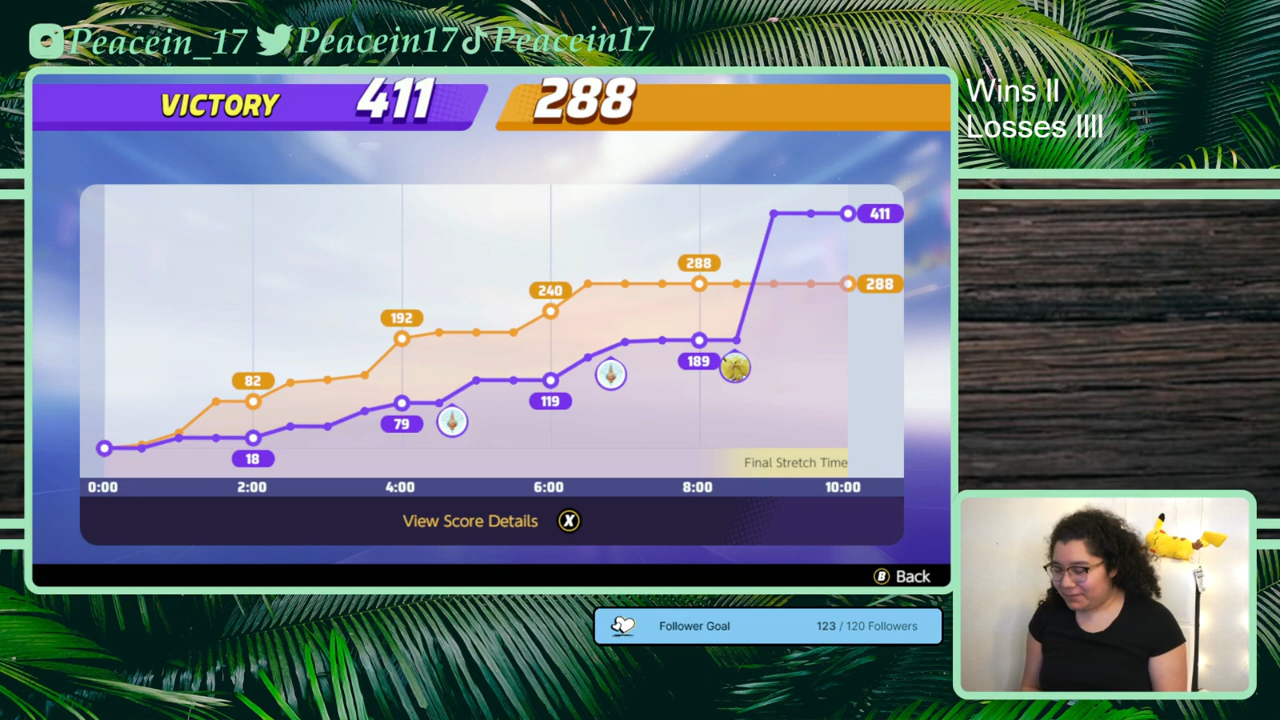 Peacein_17 Peacein17 Peacein17
VICTORY 411 288
Wins II
Losses IIII
411
288
288
240
192
189
82
119
79
18
Final Stretch Time
0:00 2:00 4:00 6:00 8:00 10:00
View Score Details X
B Back
Follower Goal 123 / 120 Followers